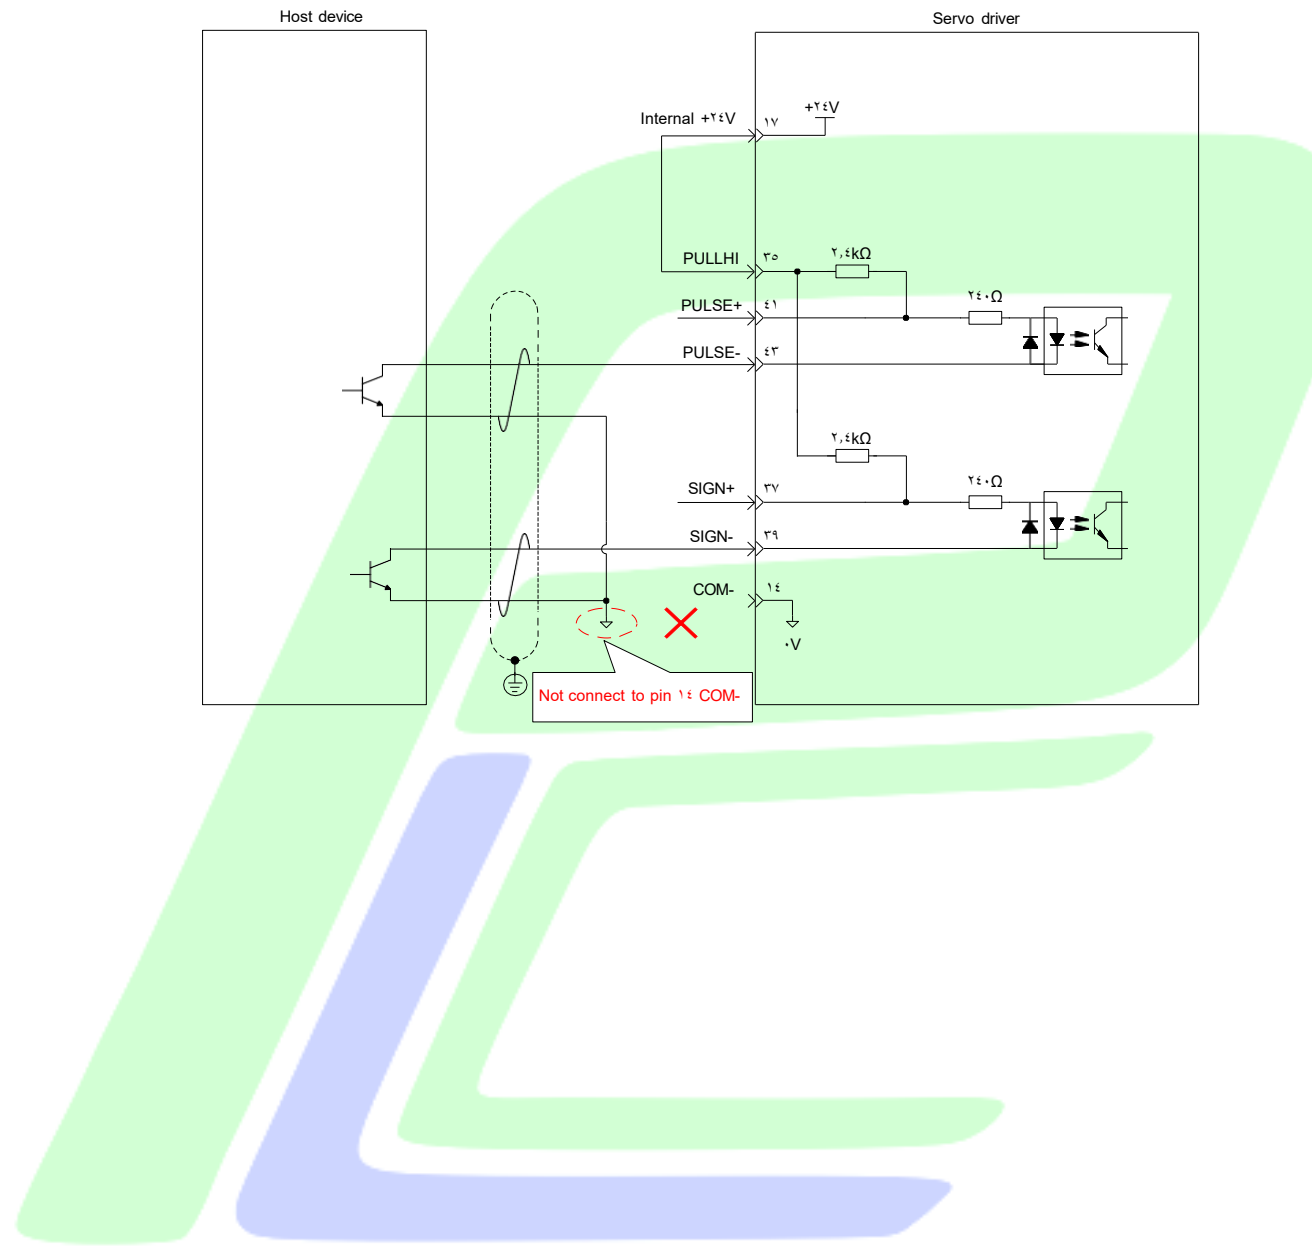 Host device
Servo driver
+٢٤V
Internal +٢٤V
١٧
PULLHI
٣٥
٢,٤kΩ
PULSE+
٤١
٢٤٠Ω
PULSE-
٤٣
٢,٤kΩ
SIGN+
٣٧
٢٤٠Ω
SIGN-
٣٩
COM-
١٤
٠V
Not connect to pin ١٤ COM-